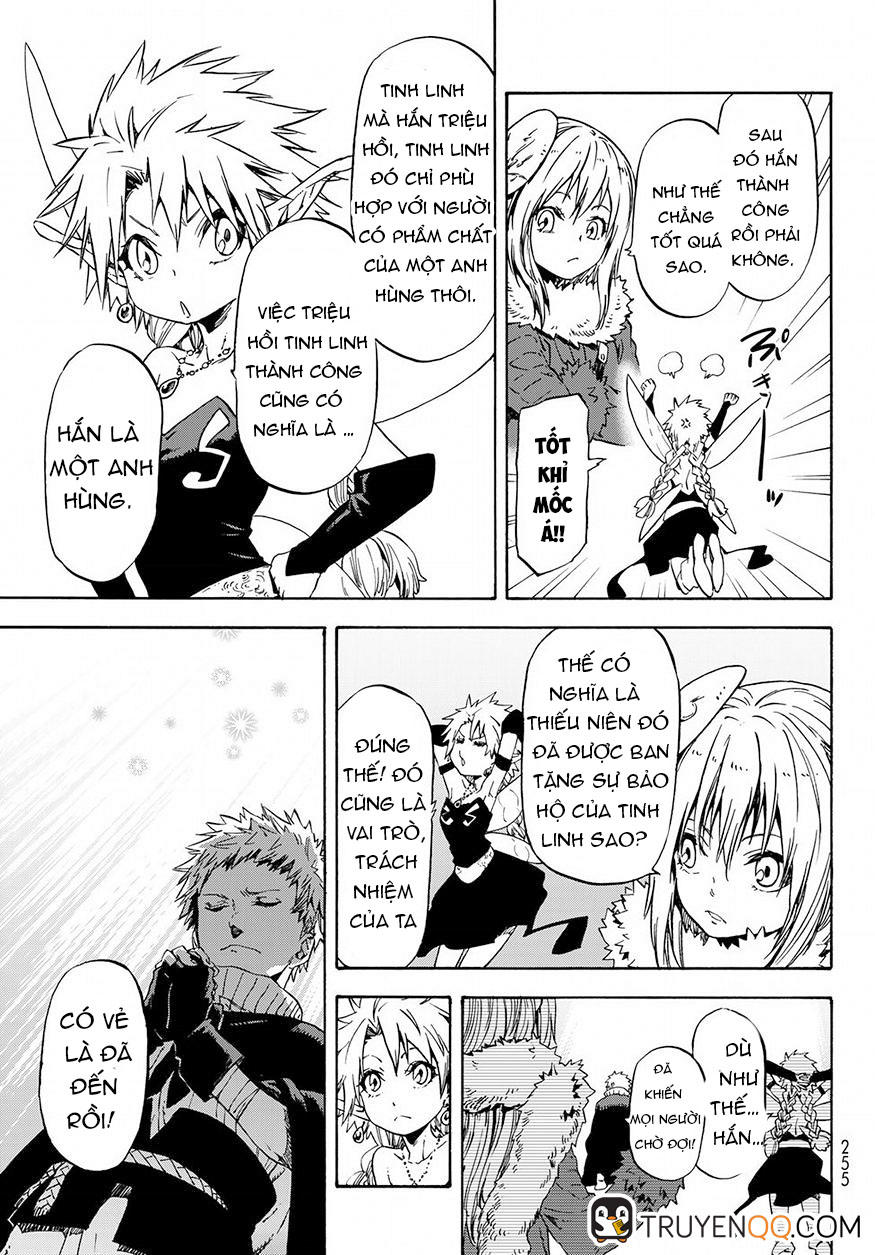 SAU
ĐÓ HẮN
THÀNH
CÔNG
RỒI PHẢI
KHÔNG.
NHƯ THẾ
CHẲNG
TỐT QUÁ
SAO.
TỐT
KHỈ
MỐC
Á!!
TINH LINH
MÀ HẮN TRIỆU
HỒI, TINH LINH
ĐÓ CHỈ PHÙ
HỢP VỚI NGƯỜI
CÓ PHẨM CHẤT
CỦA MỘT ANH
HÙNG THÔI.
VIỆC TRIỆU
HỒI TINH LINH
THÀNH CÔNG
CŨNG CÓ
NGHĨA LÀ ...
HẮN LÀ
MỘT ANH
HÙNG.
THẾ CÓ
NGHĨA LÀ
THIẾU NIÊN ĐÓ
ĐÃ ĐƯỢC BAN
TẶNG SỰ BẢO
HỘ CỦA TINH
LINH SAO?
ĐÚNG
THẾ! ĐÓ
CŨNG LÀ
VAI TRÒ,
TRÁCH
NHIỆM
CỦA TA
DÙ
NHƯ
THẾ...
HẮN...
ĐÃ
KHIẾN
MỌI NGƯỜI
CHỜ ĐỢI!
CÓ VẺ
LÀ ĐÃ
ĐẾN
RỒI!
255
TRUYENQQ.COM